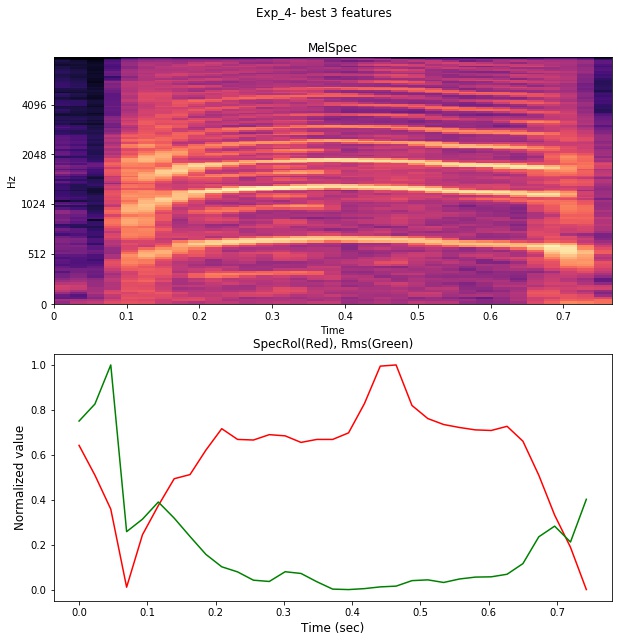 Exp_4- best 3 features
MelSpec
4096
2048
1024
512
0
Hz
0 0.1 0.2 0.3 0.4 0.5 0.6 0.7
Time
SpecRol(Red), Rms(Green)
1.0
0.8
0.6
0.4
0.2
0.0
Normalized value
0.0 0.1 0.2 0.3 0.4 0.5 0.6 0.7
Time (sec)